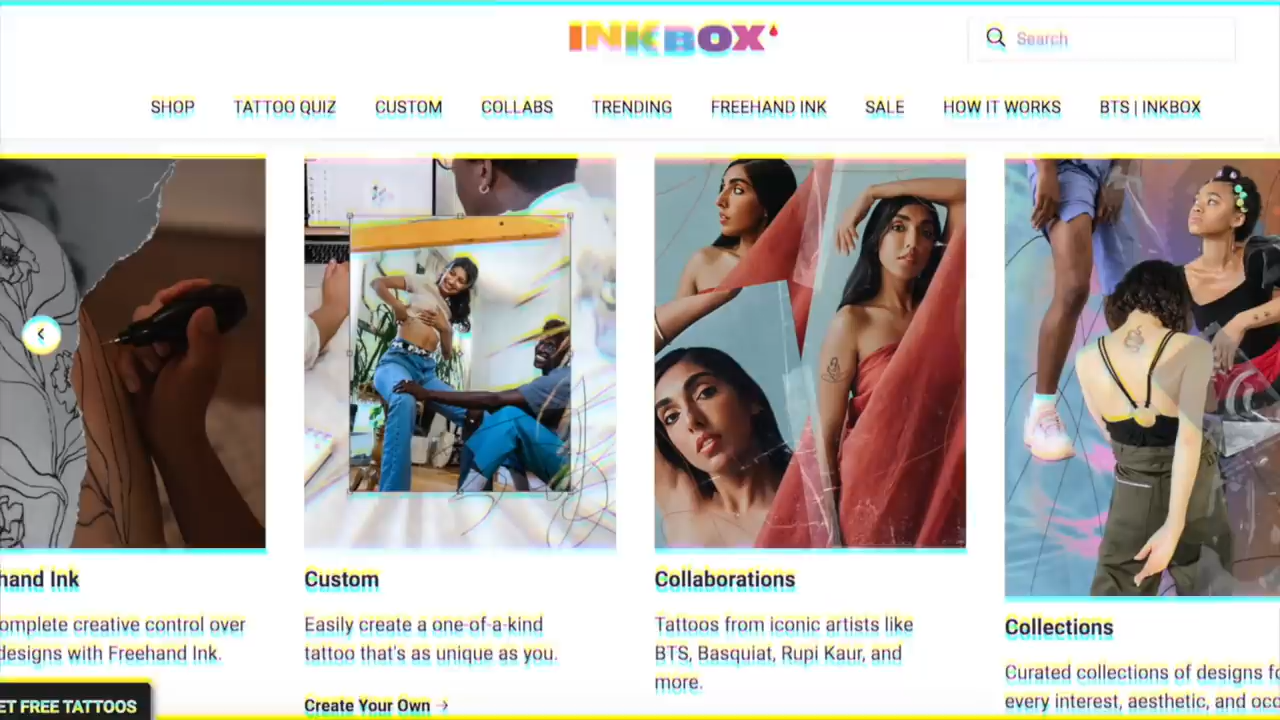 INKBOX
Search
SHOP TATTOO QUIZ CUSTOM COLLABS TRENDING FREEHAND INK SALE HOW IT WORKS BTS | INKBOX
hand Ink
omplete creative control over
designs with Freehand Ink.
ET FREE TATTOOS
Custom
Easily create a one-of-a-kind
tattoo that's as unique as you.
Create Your Own →
Collaborations
Tattoos from iconic artists like
BTS, Basquiat, Rupi Kaur, and
more.
Collections
Curated collections of designs fo
every interest, aesthetic, and occ